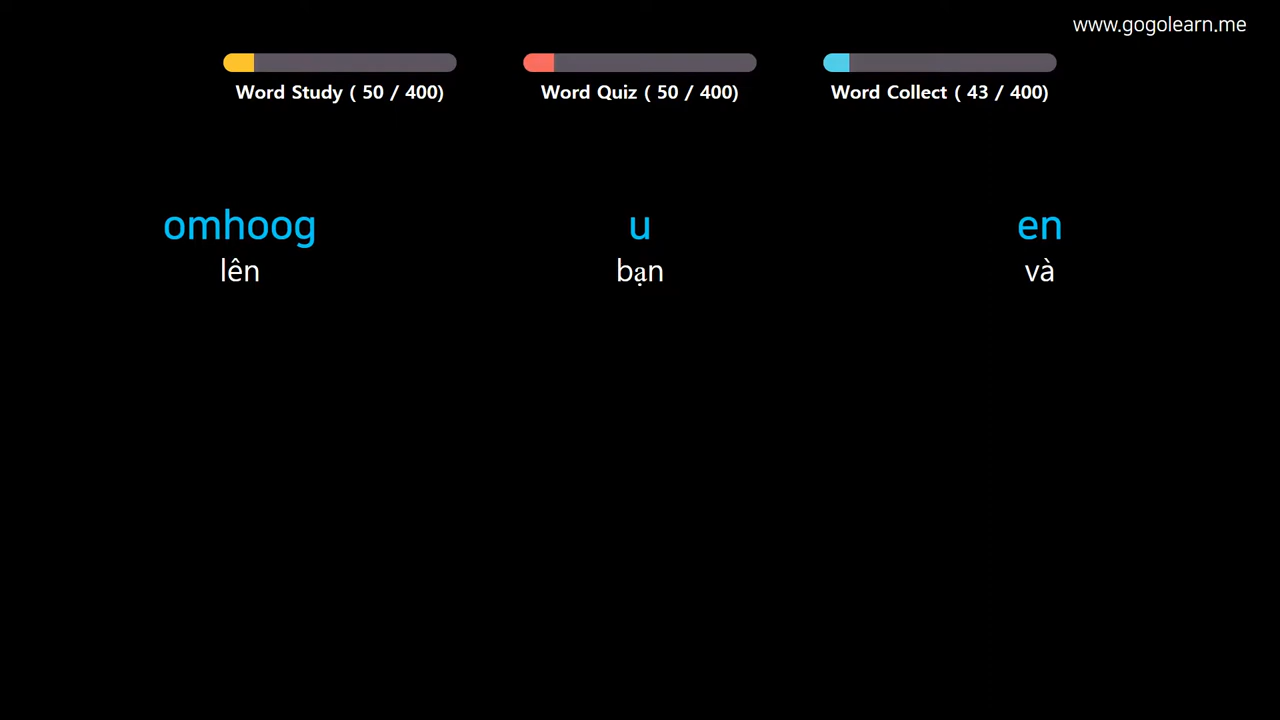 www.gogolearn.me
Word Study ( 50 / 400)
Word Quiz ( 50 / 400)
Word Collect ( 43 / 400)
omhoog
lên
u
bạn
en
và